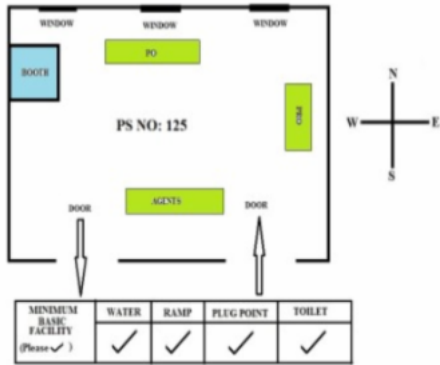 WINDOW WINDOW WINDOW
BOOTH
PO
PRO
PS NO: 125
N
W E
S
AGENTS
DOOR DOOR
MINIMUM BASIC FACILITY (Please ✓) WATER RAMP PLUG POINT TOILET
✓ ✓ ✓ ✓